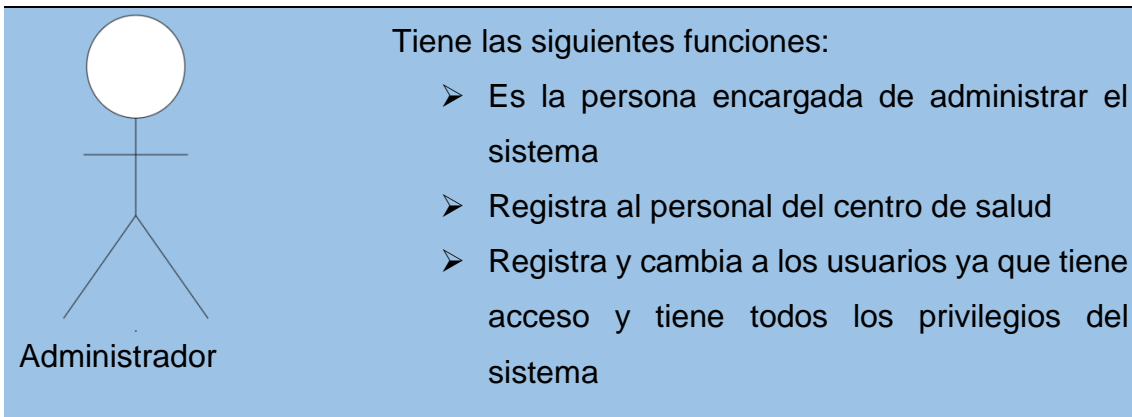 Tiene las siguientes funciones:
➢ Es la persona encargada de administrar el
sistema
➢ Registra al personal del centro de salud
➢ Registra y cambia a los usuarios ya que tiene
acceso y tiene todos los privilegios del
sistema
Administrador